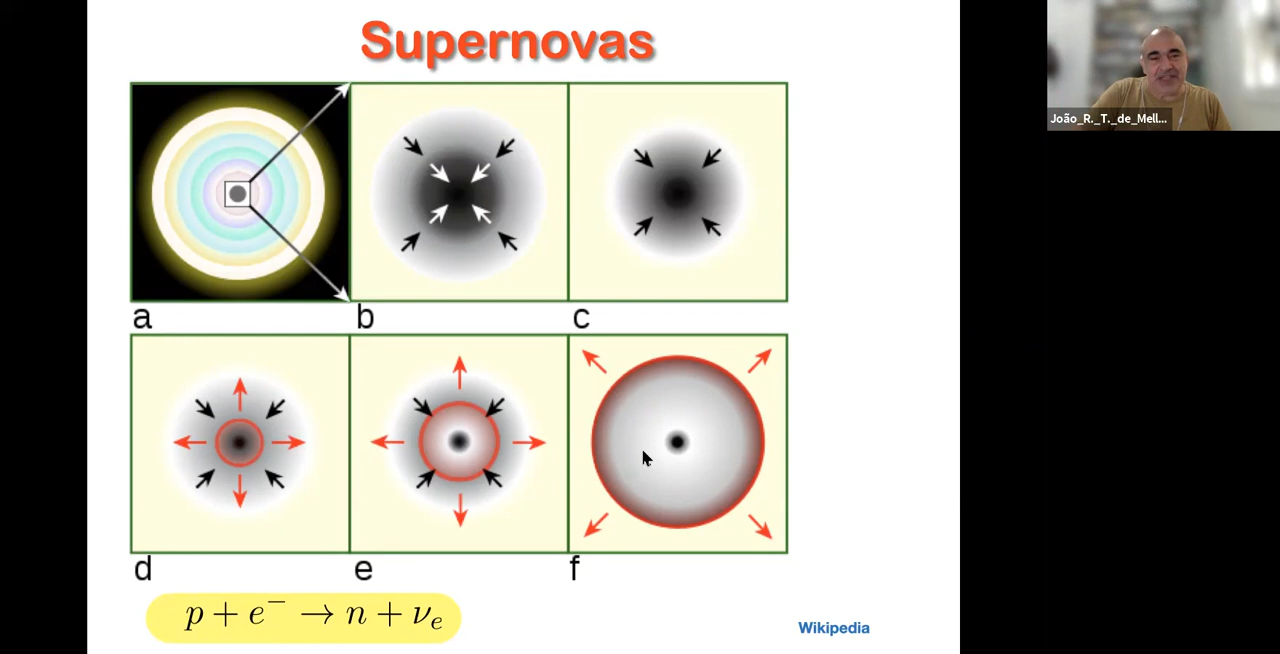 Supernovas
João_R._T._de_Mell...
a b c
d e f
p + e⁻ → n + νₑ
Wikipedia